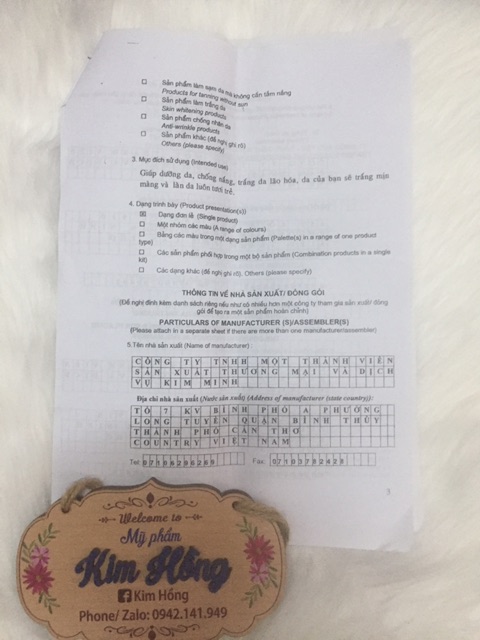 Sản phẩm làm sạm da mà không cần tắm nắng
Products for tanning without sun
Sản phẩm làm trắng da
Skin whitening products
Sản phẩm chống nhăn da
Anti-wrinkle products
Sản phẩm khác (đề nghị ghi rõ)
Others (please specify)
3. Mục đích sử dụng (Intended use)
Giúp dưỡng da, chống nắng, trắng da lão hóa, da của bạn sẽ trắng mịn
màng và làn da luôn tươi trẻ.
4. Dạng trình bày (Product presentation(s))
Dạng đơn lẻ (Single product)
Một nhóm các màu (A range of colours)
Bảng các màu trong một dạng sản phẩm (Palette(s) in a range of one product
type)
Các sản phẩm phối hợp trong một bộ sản phẩm (Combination products in a single
kit)
Các dạng khác (đề nghị ghi rõ). Others (please specify)
THÔNG TIN VỀ NHÀ SẢN XUẤT/ ĐÓNG GÓI
(Đề nghị đính kèm danh sách riêng nếu như có nhiều hơn một công ty tham gia sản xuất/ đóng
gói để tạo ra một sản phẩm hoàn chỉnh)
PARTICULARS OF MANUFACTURER (S)/ASSEMBLER(S)
(Please attach in a separate sheet if there are more than one manufacturer/assembler)
5.Tên nhà sản xuất (Name of manufacturer)
CÔNG TY TNHH MỘT THÀNH VIÊN
SẢN XUẤT THƯƠNG MẠI VÀ DỊCH
VỤ KIM MINH
Địa chỉ nhà sản xuất (Nước sản xuất) (Address of manufacturer (state country):
TỔ 7 KV BÌNH PHÓ A PHƯỜNG
LONG TUYỀN QUẬN BÌNH THỦY
THÀNH PHỐ CẦN THƠ
COUNTRY VIỆT NAM
Tel: Fax: 07103782428
3
Welcome to
Mỹ phẩm
Kim Hồng
Kim Hồng
Phone/ Zalo: 0942.141.949